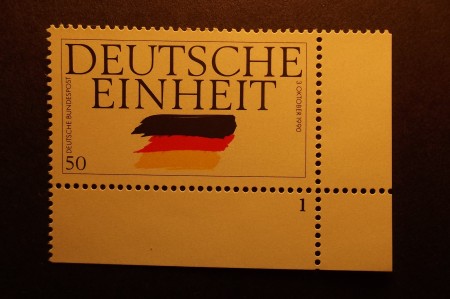 DEUTSCHE
EINHEIT
DEUTSCHE BUNDESPOST
3. OKTOBER 1990
50
1